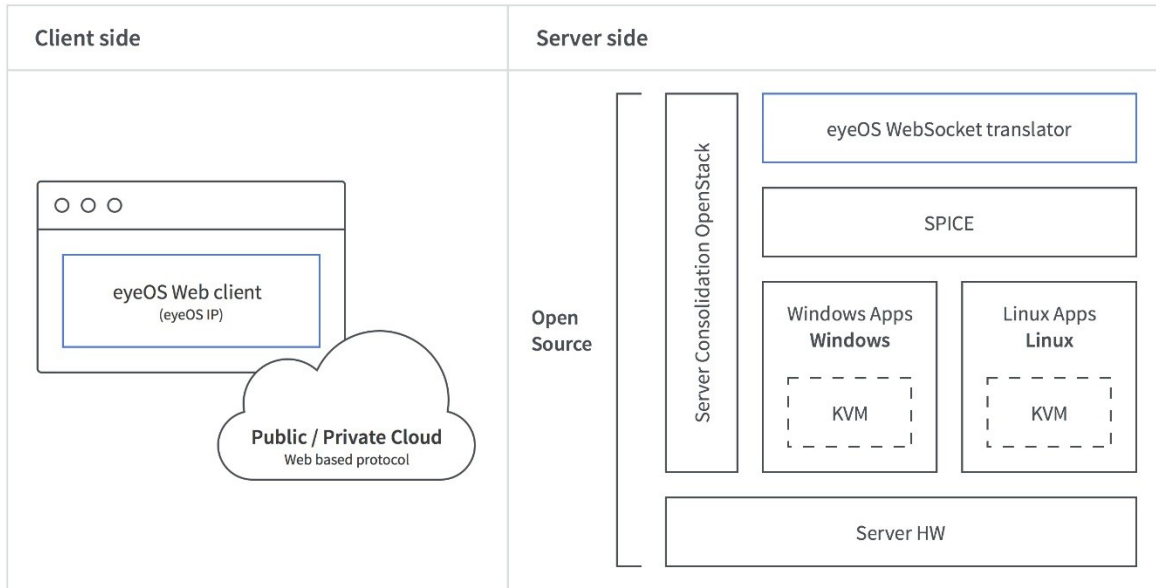 Client side
Server side
eyeOS Web client
(eyeOS IP)
Public / Private Cloud
Web based protocol
Open
Source
Server Consolidation OpenStack
eyeOS WebSocket translator
SPICE
Windows Apps
Windows
KVM
Linux Apps
Linux
KVM
Server HW